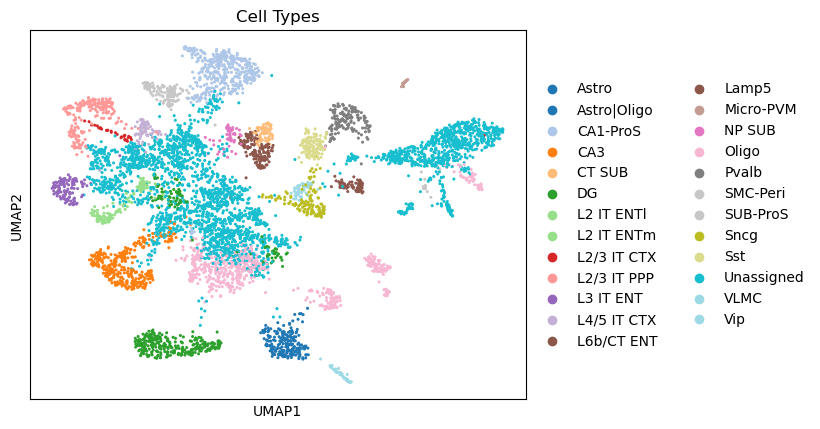 Cell Types
UMAP2
UMAP1
Astro
Astro|Oligo
CA1-ProS
CA3
CT SUB
DG
L2 IT ENTl
L2 IT ENTm
L2/3 IT CTX
L2/3 IT PPP
L3 IT ENT
L4/5 IT CTX
L6b/CT ENT
Lamp5
Micro-PVM
NP SUB
Oligo
Pvalb
SMC-Peri
SUB-ProS
Sncg
Sst
Unassigned
VLMC
Vip